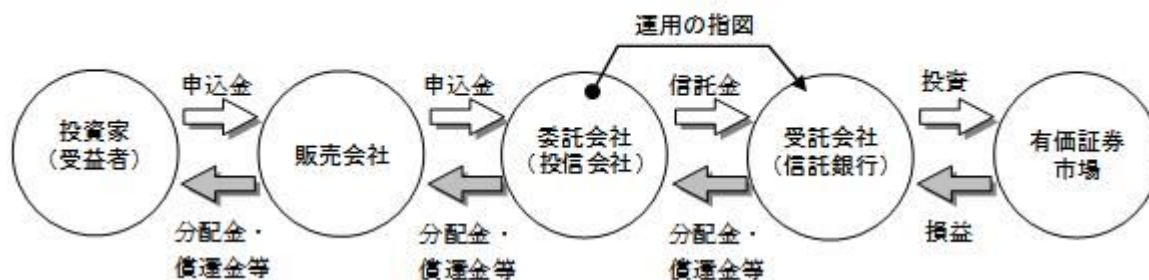 運用の指図
申込金
申込金
信託金
投資
投資家
（受益者）
販売会社
委託会社
（投信会社）
受託会社
（信託銀行）
有価証券
市場
分配金・
償還金等
分配金・
償還金等
分配金・
償還金等
損益